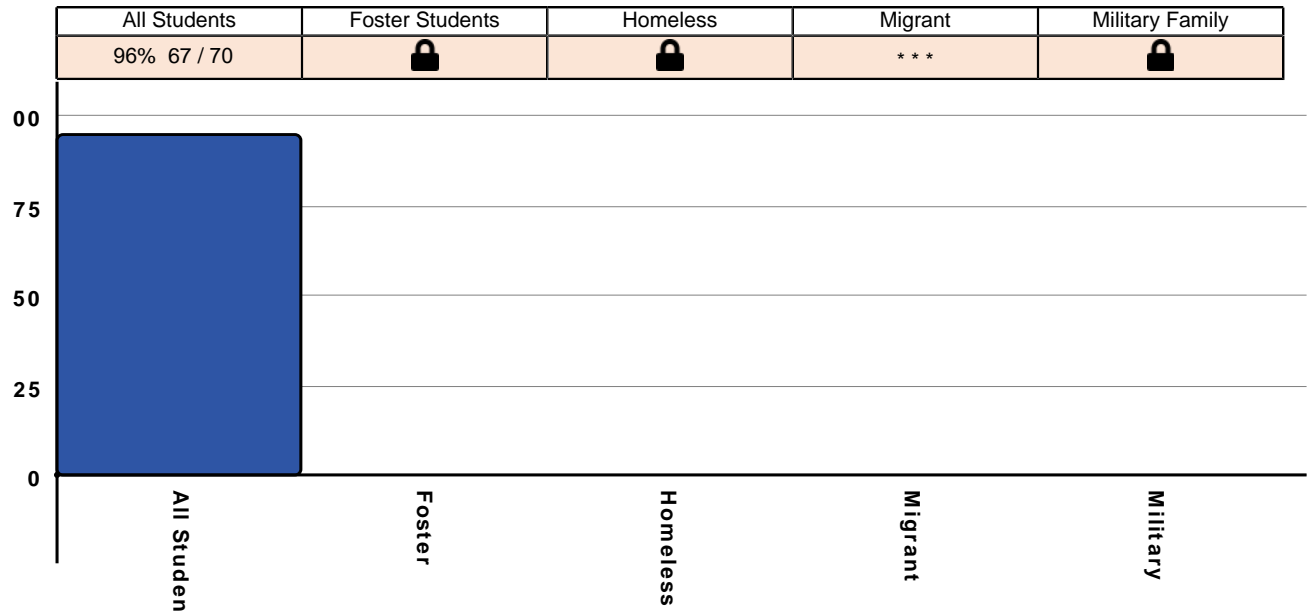 All Students Foster Students Homeless Migrant Military Family
96% 67 / 70 * * *
00
75
50
25
0
All Studen
Foster
Homeless
Migrant
Military